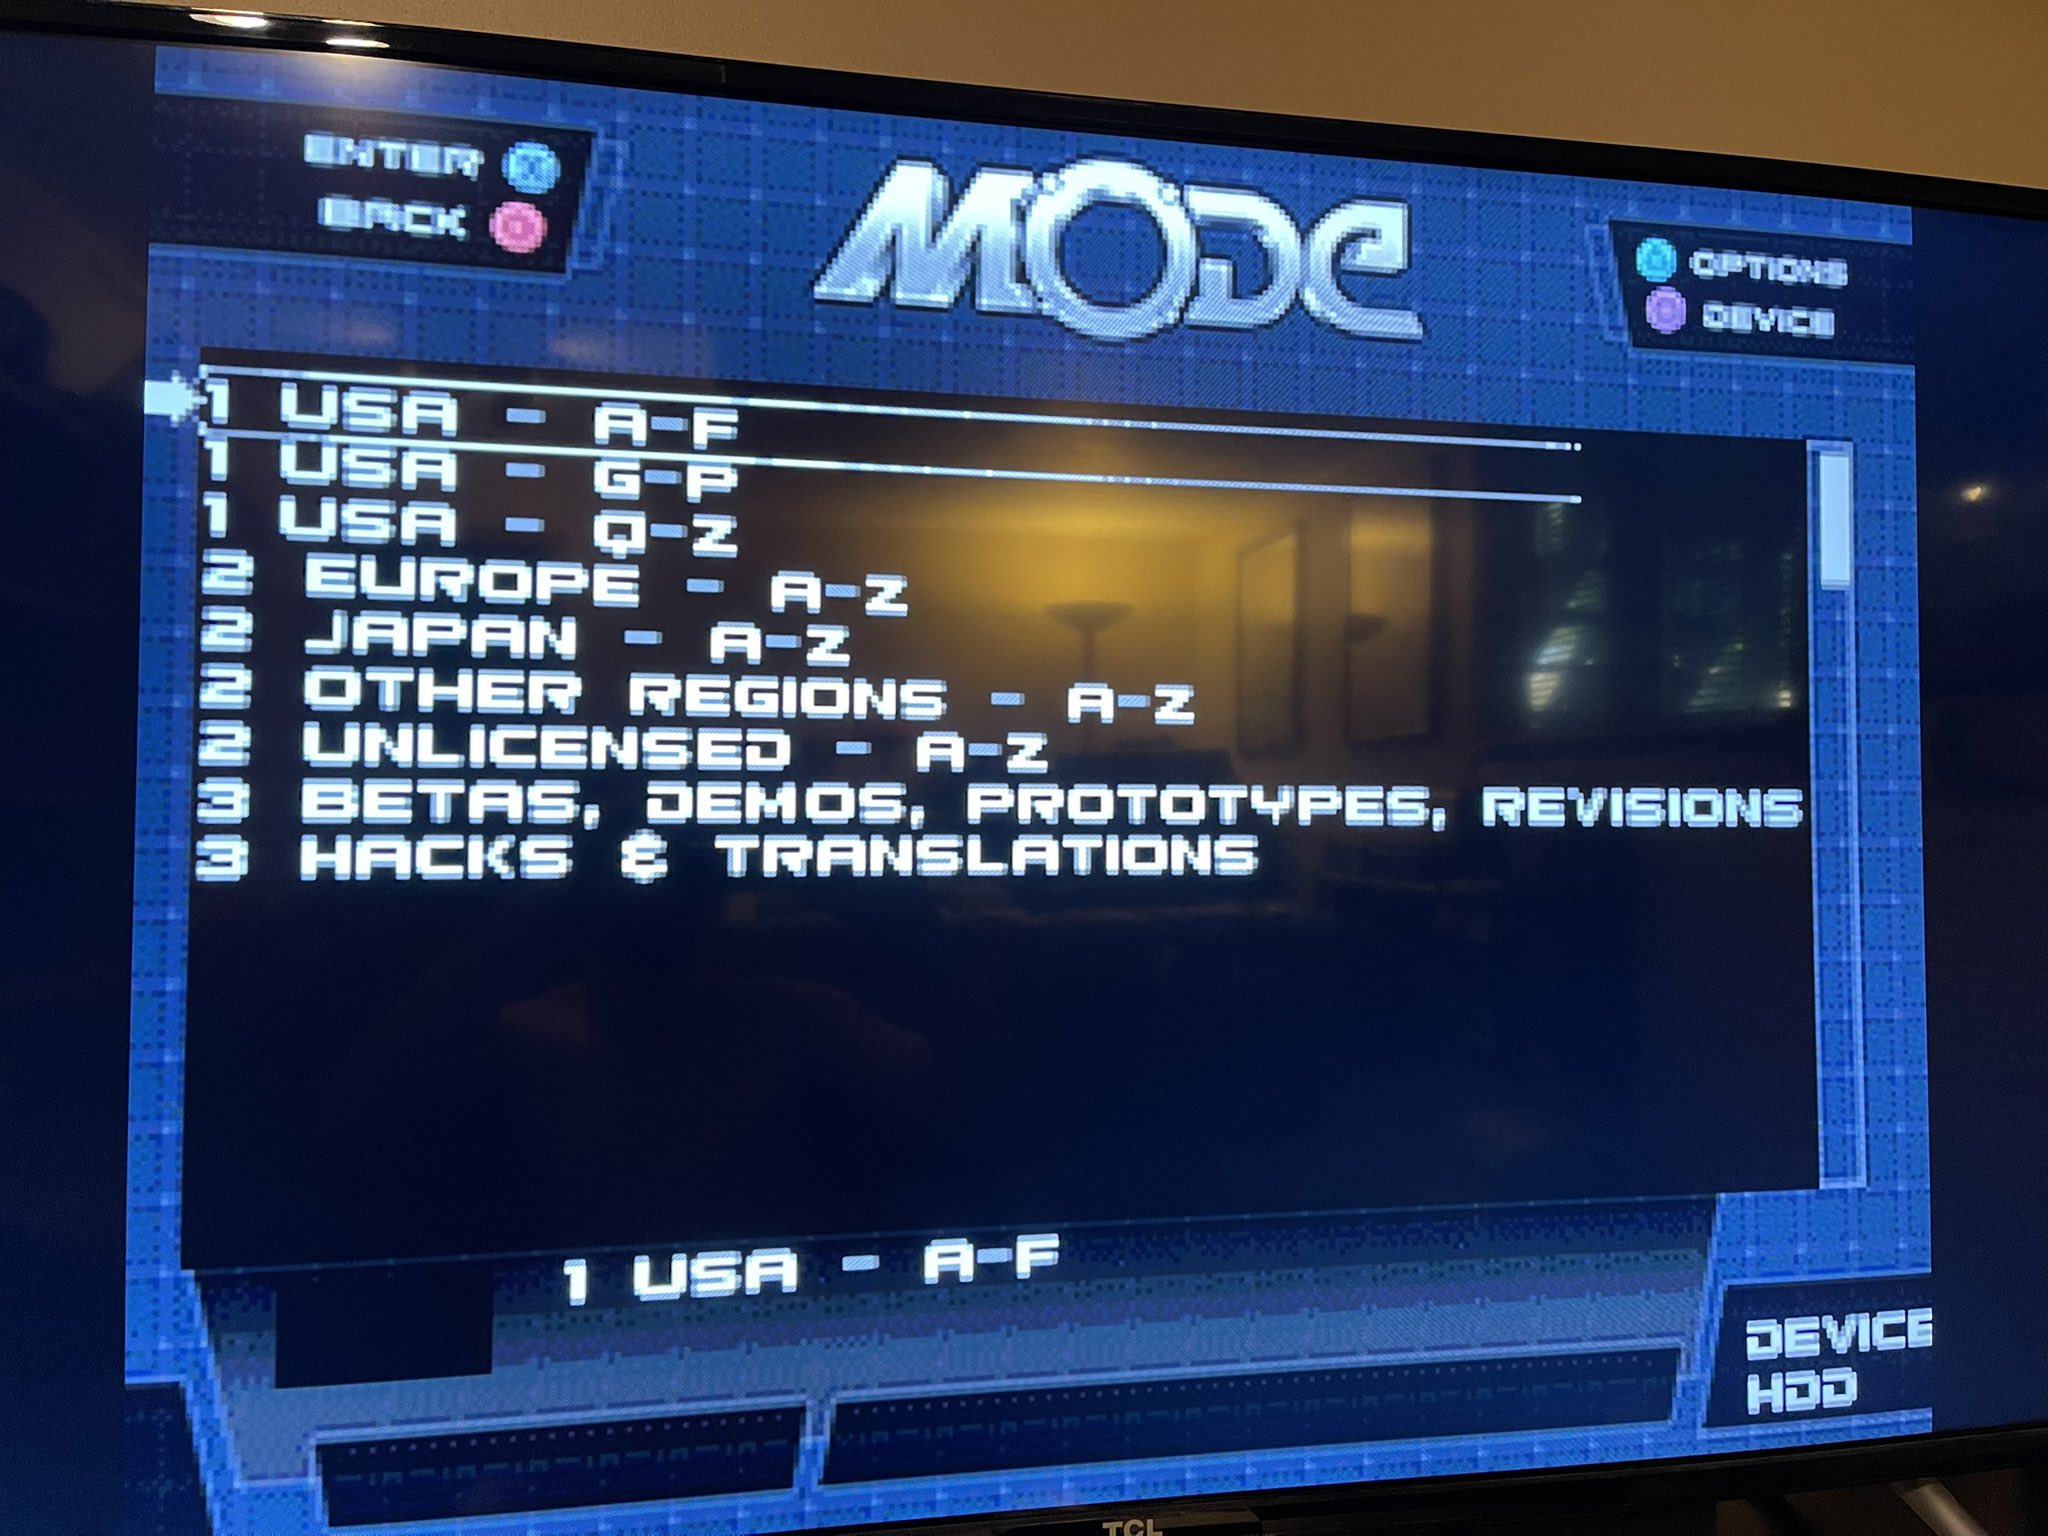 ENTER
BACK
MODE
OPTIONS
DEVICE
1 USA - A-F
1 USA - G-P
1 USA - Q-Z
2 EUROPE - A-Z
2 JAPAN - A-Z
2 OTHER REGIONS - A-Z
2 UNLICENSED - A-Z
3 BETAS, DEMOS, PROTOTYPES, REVISIONS
3 HACKS & TRANSLATIONS
1 USA - A-F
DEVICE
HDD
TCL